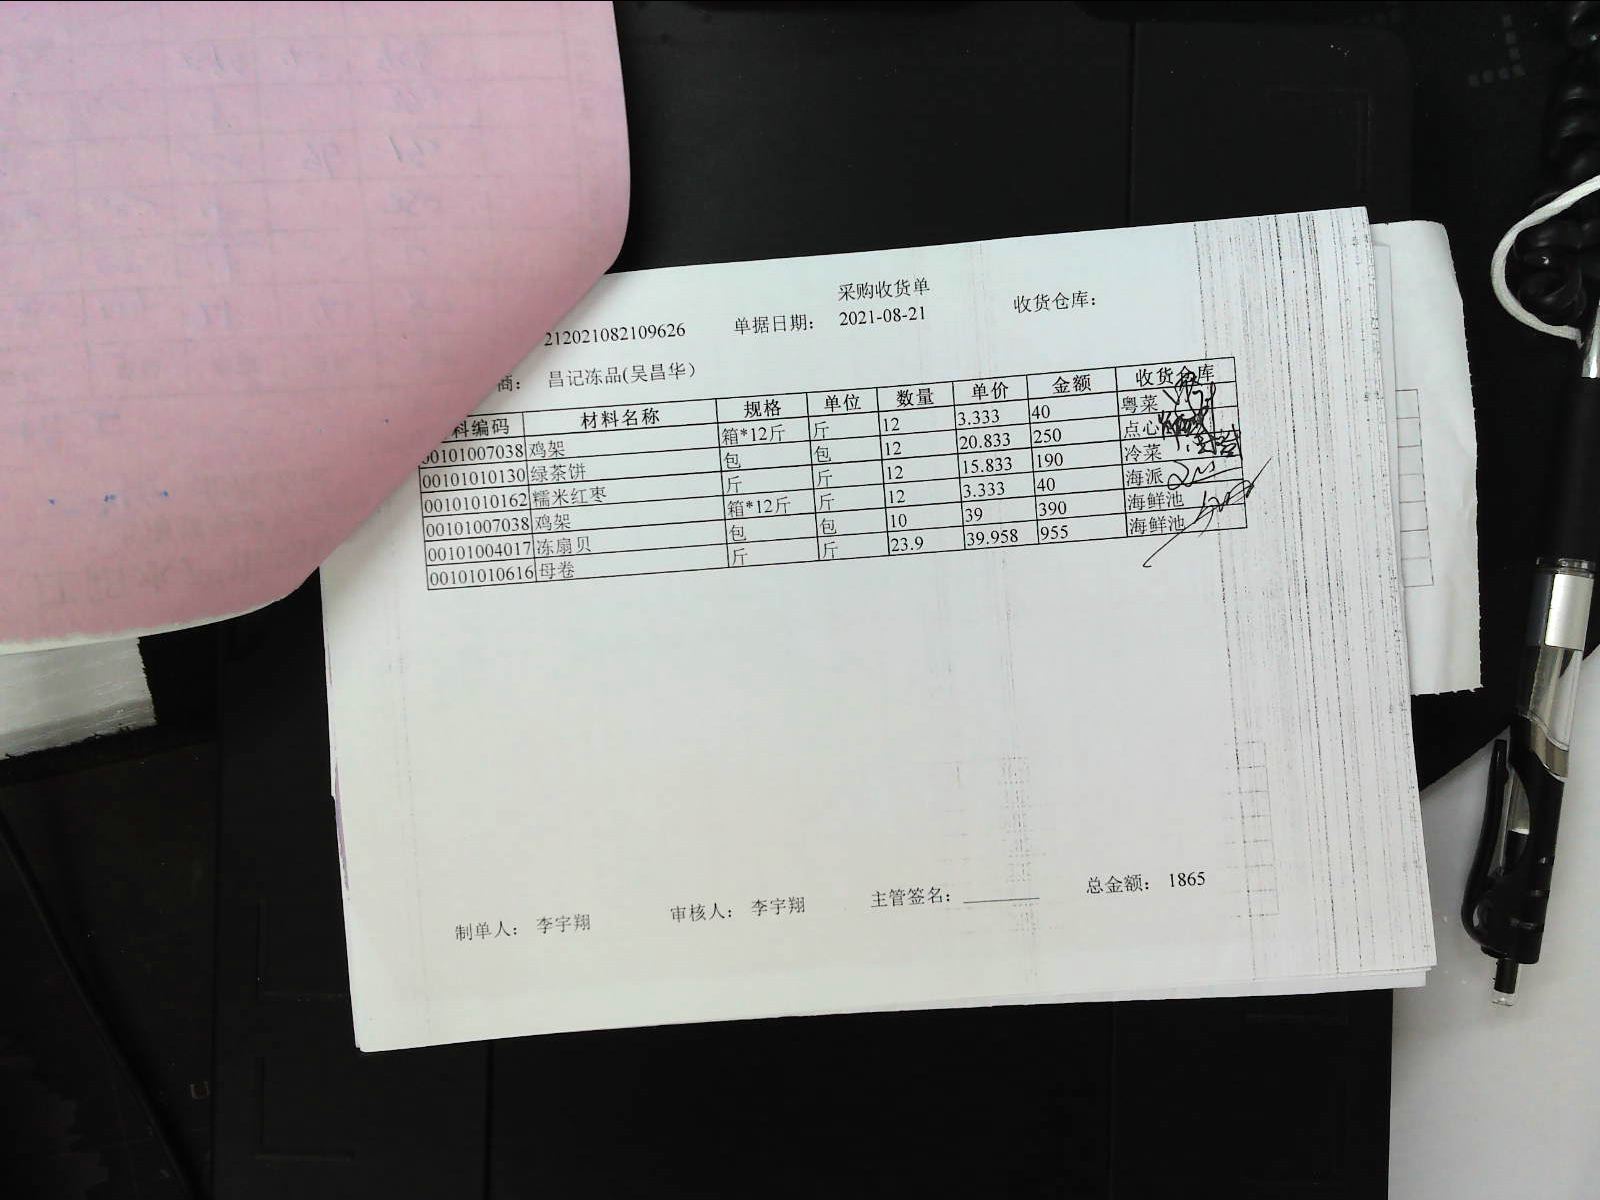 采购收货单
212021082109626 单据日期： 2021-08-21 收货仓库：
商： 昌记冻品(吴昌华）
料编码 材料名称 规格 单位 数量 单价 金额 收货仓库
00101007038 鸡架 箱*12斤 斤 12 3.333 40 粤菜
00101010130 绿茶饼 包 包 12 20.833 250 点心
00101010162 糯米红枣 斤 斤 12 15.833 190 冷菜
00101007038 鸡架 箱*12斤 斤 12 3.333 40 海派
00101004017 冻扇贝 包 包 10 39 390 海鲜池
00101010616 母卷 斤 斤 23.9 39.958 955 海鲜池
制单人： 李宇翔 审核人： 李宇翔 主管签名： 总金额： 1865